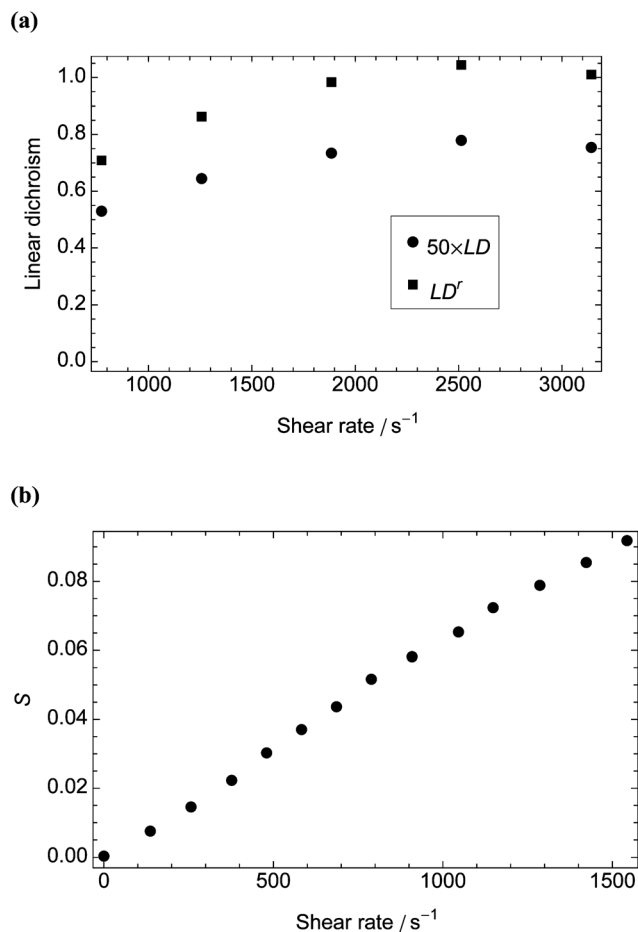 (a)
1.0
0.8
0.6
0.4
0.2
0.0
Linear dichroism
50×LD
LDʳ
1000 1500 2000 2500 3000
Shear rate / s⁻¹
(b)
0.08
0.06
0.04
0.02
0.00
S
0 500 1000 1500
Shear rate / s⁻¹